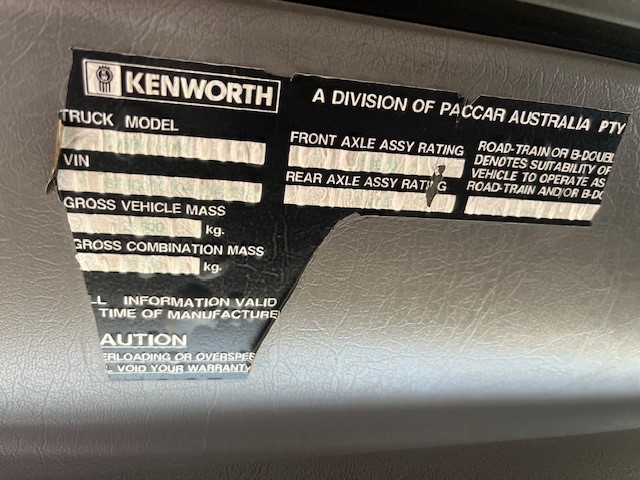 KENWORTH
A DIVISION OF PACCAR AUSTRALIA PTY
TRUCK MODEL
VIN
GROSS VEHICLE MASS
kg.
GROSS COMBINATION MASS
kg.
FRONT AXLE ASSY RATING
REAR AXLE ASSY RATING
ROAD-TRAIN OR B-DOUBL
DENOTES SUITABILITY OF
VEHICLE TO OPERATE AS
ROAD-TRAIN AND/OR B-DO
LL INFORMATION VALID
TIME OF MANUFACTURE
AUTION
ERLOADING OR OVERSPEE
L VOID YOUR WARRANTY